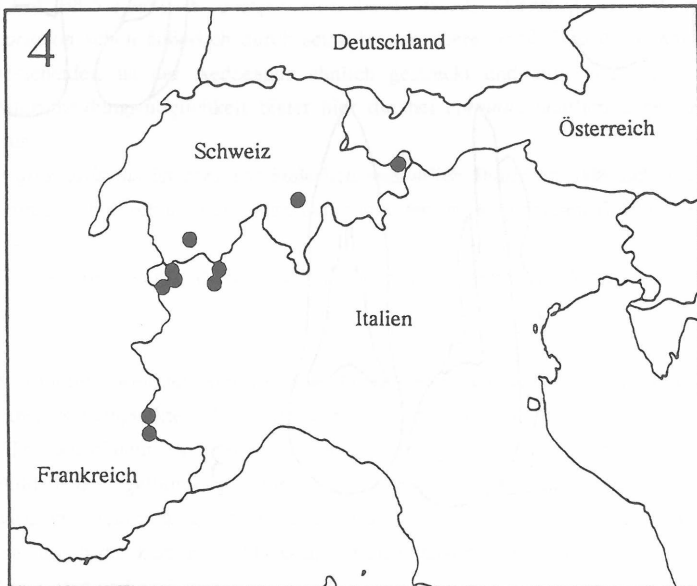 4
Deutschland
Österreich
Schweiz
Italien
Frankreich